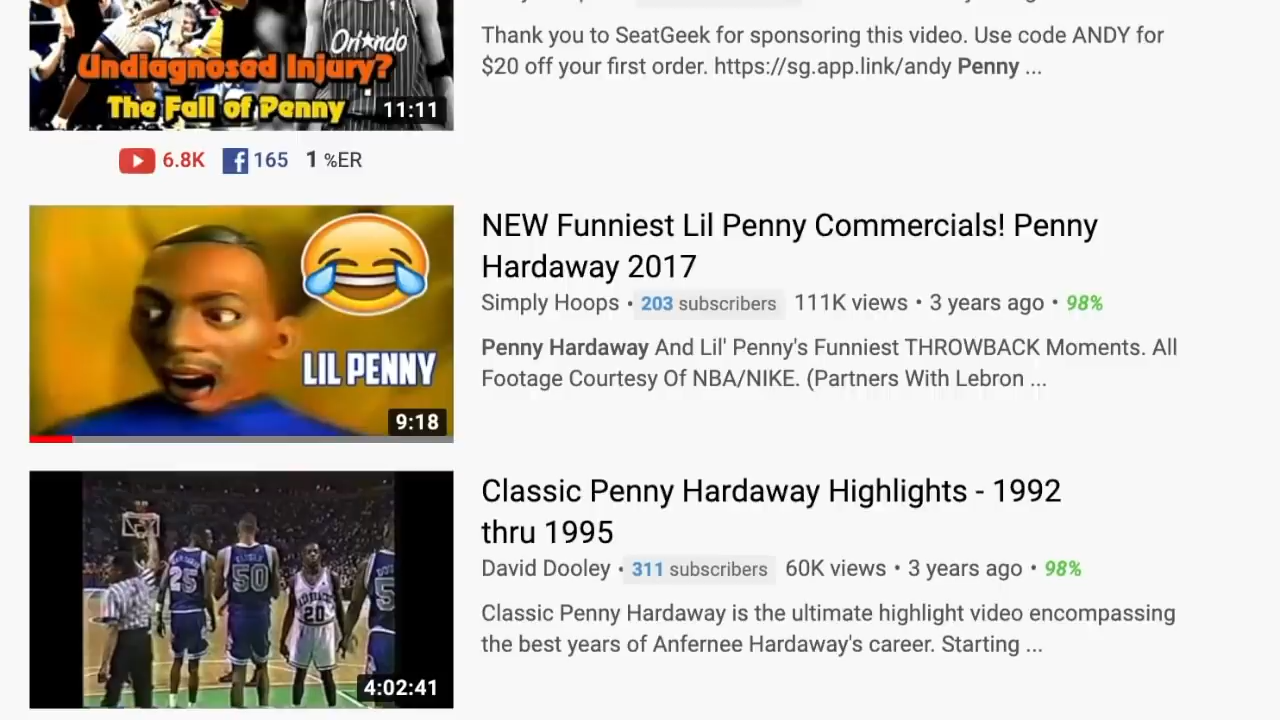 Orlando
Thank you to SeatGeek for sponsoring this video. Use code ANDY for
$20 off your first order. https://sg.app.link/andy Penny ...
Undiagnosed Injury?
The Fall of Penny
11:11
6.8K 165 1 %ER
NEW Funniest Lil Penny Commercials! Penny
Hardaway 2017
Simply Hoops • 203 subscribers 111K views • 3 years ago • 98%
Penny Hardaway And Lil' Penny's Funniest THROWBACK Moments. All
Footage Courtesy Of NBA/NIKE. (Partners With Lebron ...
LIL PENNY
9:18
Classic Penny Hardaway Highlights - 1992
thru 1995
David Dooley • 311 subscribers 60K views • 3 years ago • 98%
Classic Penny Hardaway is the ultimate highlight video encompassing
the best years of Anfernee Hardaway's career. Starting ...
25
50
20
5
4:02:41